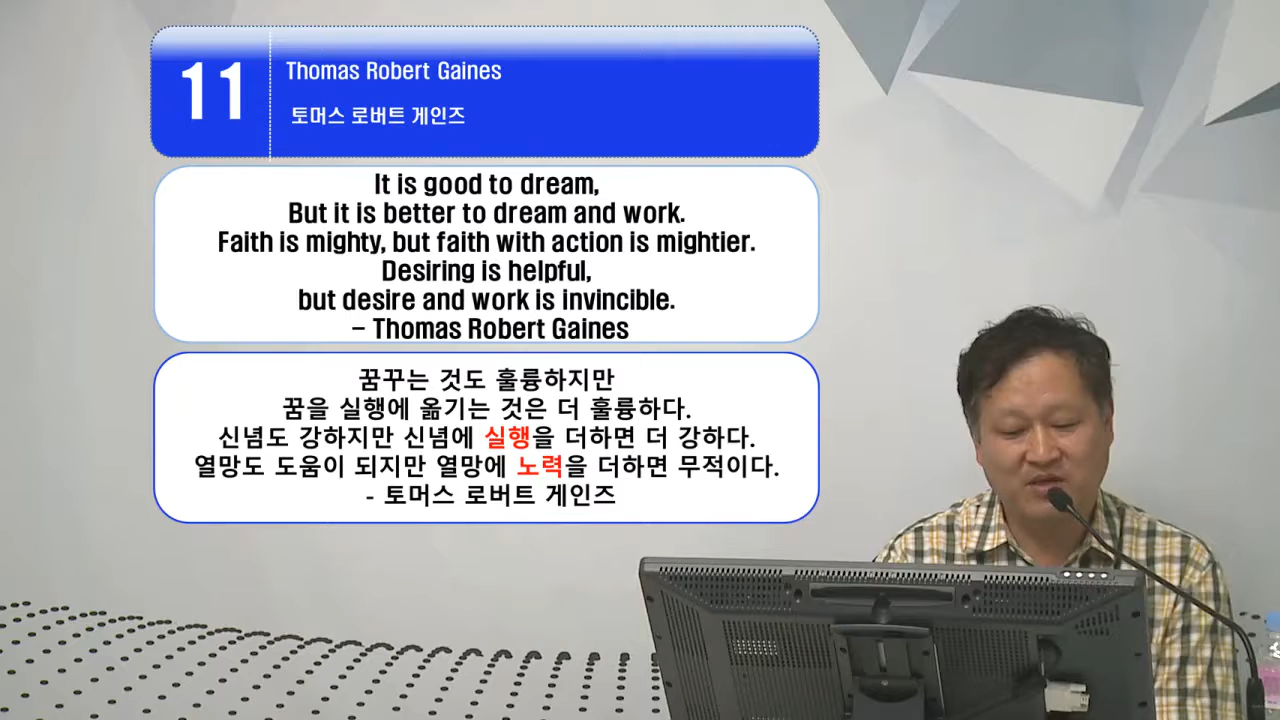 11
Thomas Robert Gaines
토머스 로버트 게인즈
It is good to dream,
But it is better to dream and work.
Faith is mighty, but faith with action is mightier.
Desiring is helpful,
but desire and work is invincible.
– Thomas Robert Gaines
꿈꾸는 것도 훌륭하지만
꿈을 실행에 옮기는 것은 더 훌륭하다.
신념도 강하지만 신념에 실행을 더하면 더 강하다.
열망도 도움이 되지만 열망에 노력을 더하면 무적이다.
- 토머스 로버트 게인즈